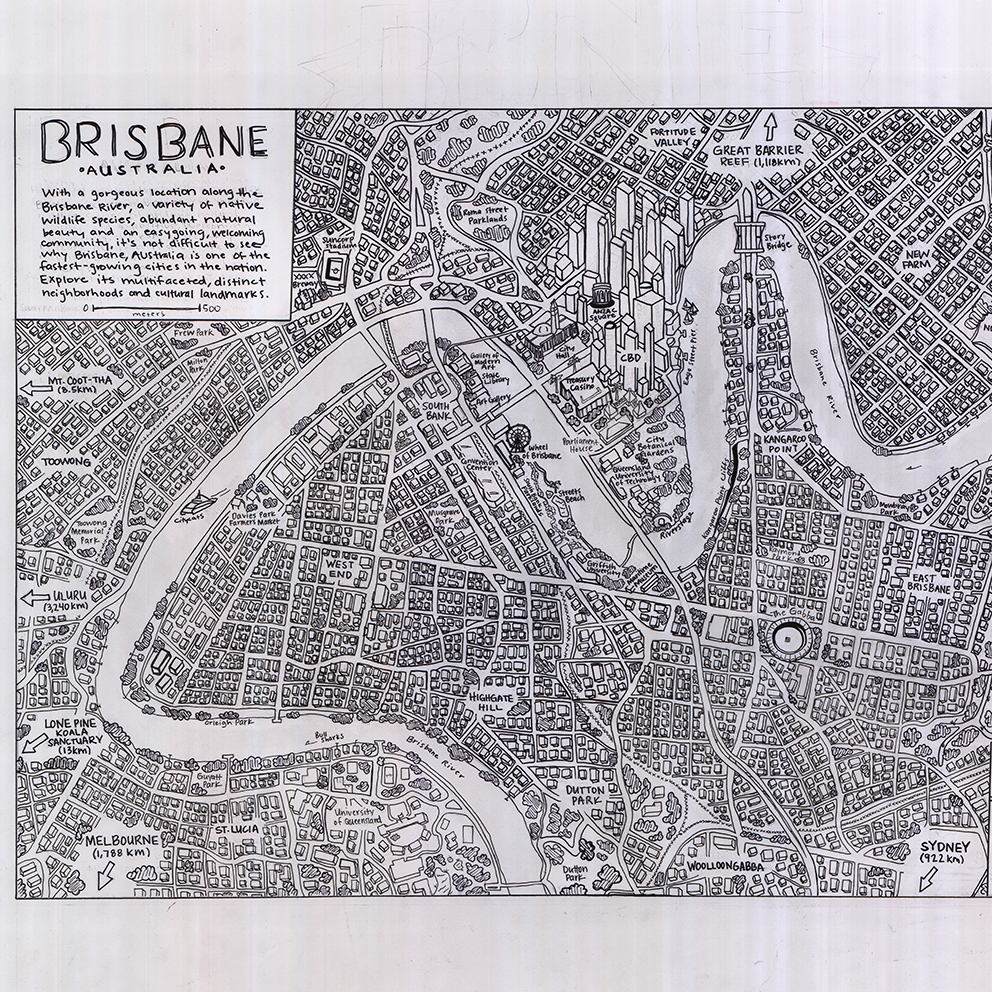 BRISBANE
•AUSTRALIA•
With a gorgeous location along the
Brisbane River, a variety of native
wildlife species, abundant natural
beauty and an easygoing, welcoming
community, it's not difficult to see
why Brisbane, Australia is one of the
fastest-growing cities in the nation.
Explore its multifaceted, distinct
neighborhoods and cultural landmarks.
0 500
meters
FORTITUDE
VALLEY
GREAT BARRIER
REEF (1,118km)
Roma Street
Parklands
Suncorp
Stadium
XXXX
Brewery
Story
Bridge
NEW
FARM
ANZAC
SQUARE
City
Hall
CBD
Frew Park
Milton
Park
Gallery of
Modern
Art
State
Library
Art Gallery
Treasury
Casino
Brisbane River
MT. COOT-THA
(8.5km)
SOUTH
BANK
Wheel
of Brisbane
Parliament
House
City
Botanical
Gardens
KANGAROO
POINT
TOOWONG
Convention
Center
Queensland
University
of Technology
Streets
Beach
Citycats
Davies Park
Farmers Market
Musgrave
Park
Riverstage
Kangaroo Point Cliffs
Mowbray
Park
Toowong
Memorial
Park
WEST
END
Griffith
EAST
BRISBANE
ULURU
(3,240km)
The Gabba
HIGHGATE
HILL
LONE PINE
KOALA
SANCTUARY
(13km)
Orleigh Park
Bull
Sharks
Brisbane River
Guyatt
Park
DUTTON
PARK
University
of Queensland
ST. LUCIA
MELBOURNE
(1,788 km)
Dutton
Park
WOOLLOONGABBA
SYDNEY
(922 km)